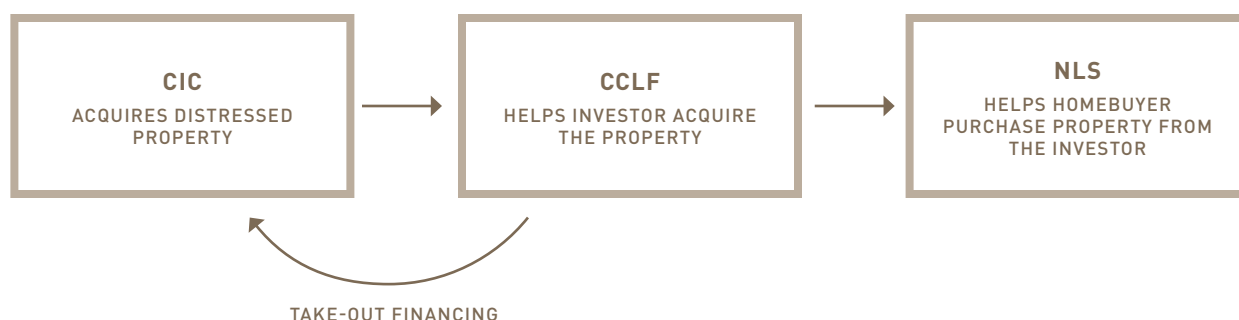 CIC
ACQUIRES DISTRESSED
PROPERTY
CCLF
HELPS INVESTOR ACQUIRE
THE PROPERTY
NLS
HELPS HOMEBUYER
PURCHASE PROPERTY FROM
THE INVESTOR
TAKE-OUT FINANCING